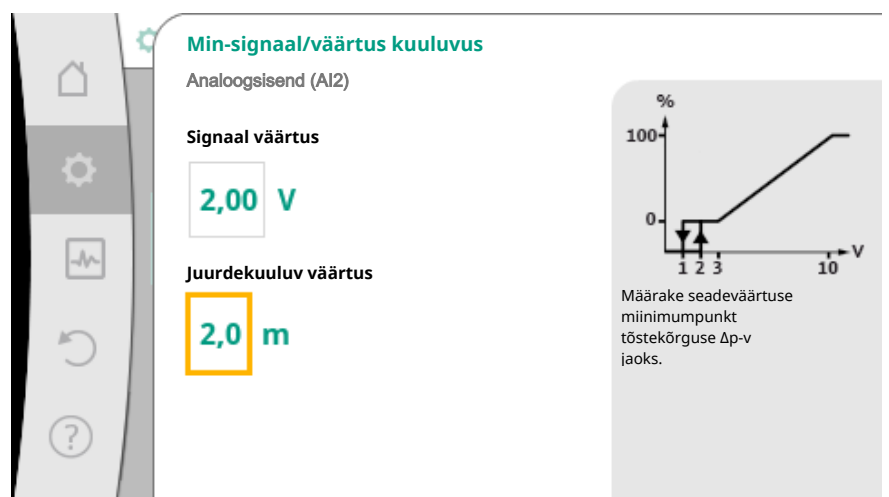 Min-signaal/väärtus kuuluvus
Analoogsisend (AI2)
Signaal väärtus
2,00 V
Juurdekuuluv väärtus
2,0 m
%
100
0
1 2 3 10 V
Määrake seadeväärtuse
miinimumpunkt
tõstekõrguse Δp-v
jaoks.
?